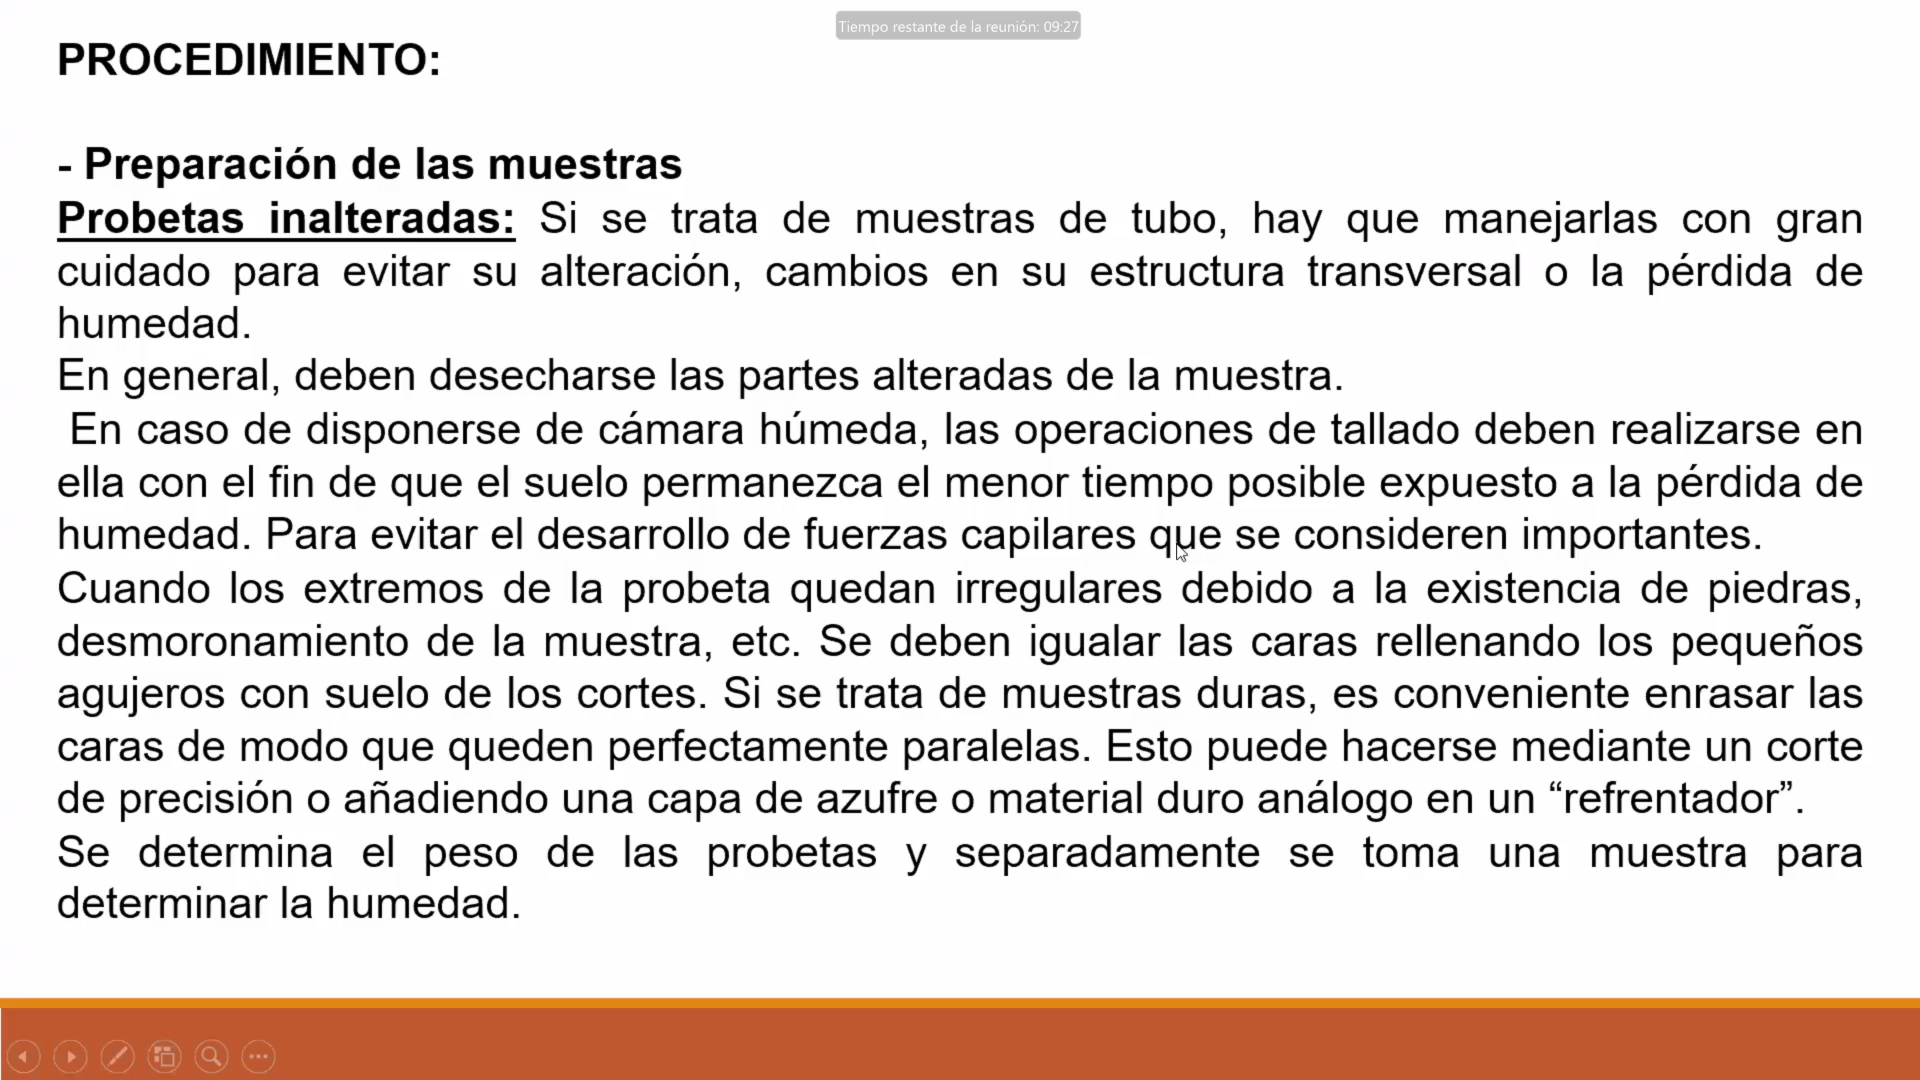 Tiempo restante de la reunión: 09:27
PROCEDIMIENTO:
- Preparación de las muestras
Probetas inalteradas: Si se trata de muestras de tubo, hay que manejarlas con gran
cuidado para evitar su alteración, cambios en su estructura transversal o la pérdida de
humedad.
En general, deben desecharse las partes alteradas de la muestra.
En caso de disponerse de cámara húmeda, las operaciones de tallado deben realizarse en
ella con el fin de que el suelo permanezca el menor tiempo posible expuesto a la pérdida de
humedad. Para evitar el desarrollo de fuerzas capilares que se consideren importantes.
Cuando los extremos de la probeta quedan irregulares debido a la existencia de piedras,
desmoronamiento de la muestra, etc. Se deben igualar las caras rellenando los pequeños
agujeros con suelo de los cortes. Si se trata de muestras duras, es conveniente enrasar las
caras de modo que queden perfectamente paralelas. Esto puede hacerse mediante un corte
de precisión o añadiendo una capa de azufre o material duro análogo en un “refrentador”.
Se determina el peso de las probetas y separadamente se toma una muestra para
determinar la humedad.